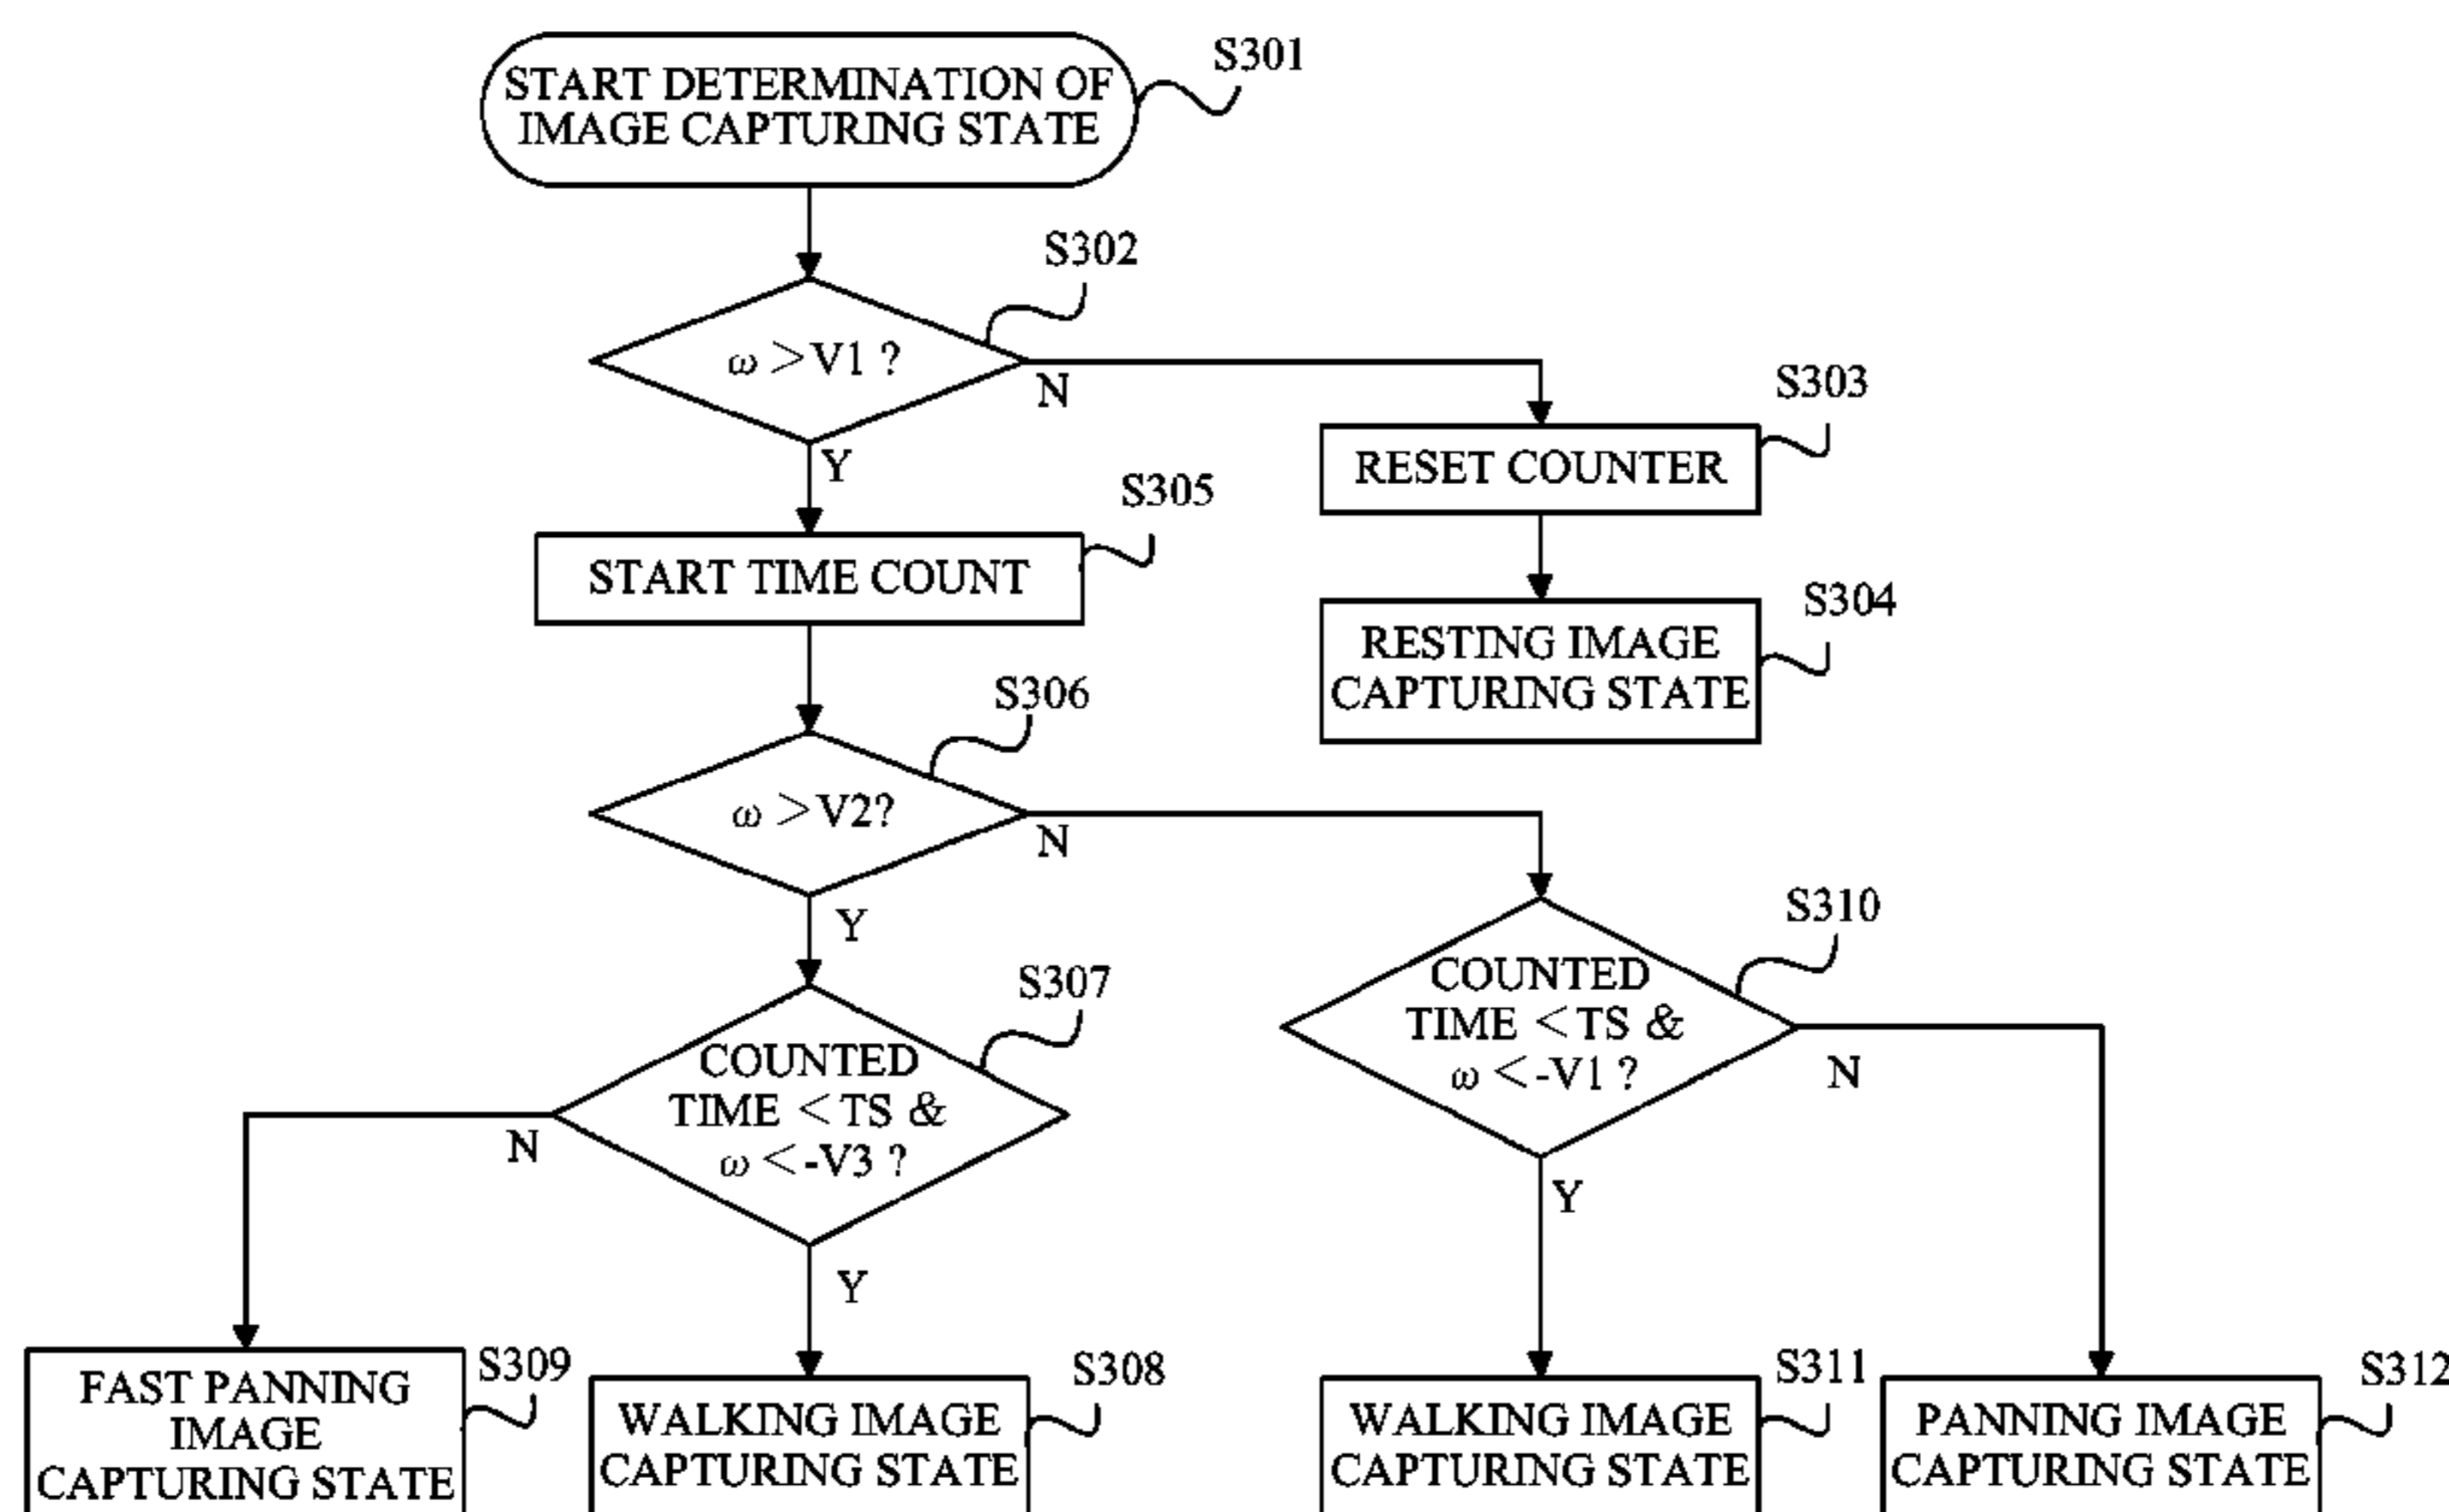 START DETERMINATION OF
IMAGE CAPTURING STATE
S301
S302
ω >V1 ?
N
Y
S303
RESET COUNTER
S305
START TIME COUNT
S304
RESTING IMAGE
CAPTURING STATE
S306
ω >V2?
N
Y
S310
COUNTED
TIME <TS &
ω <-V1 ?
N
Y
S307
COUNTED
TIME <TS &
ω <-V3 ?
N
Y
S309
FAST PANNING
IMAGE
CAPTURING STATE
S308
WALKING IMAGE
CAPTURING STATE
S311
WALKING IMAGE
CAPTURING STATE
S312
PANNING IMAGE
CAPTURING STATE